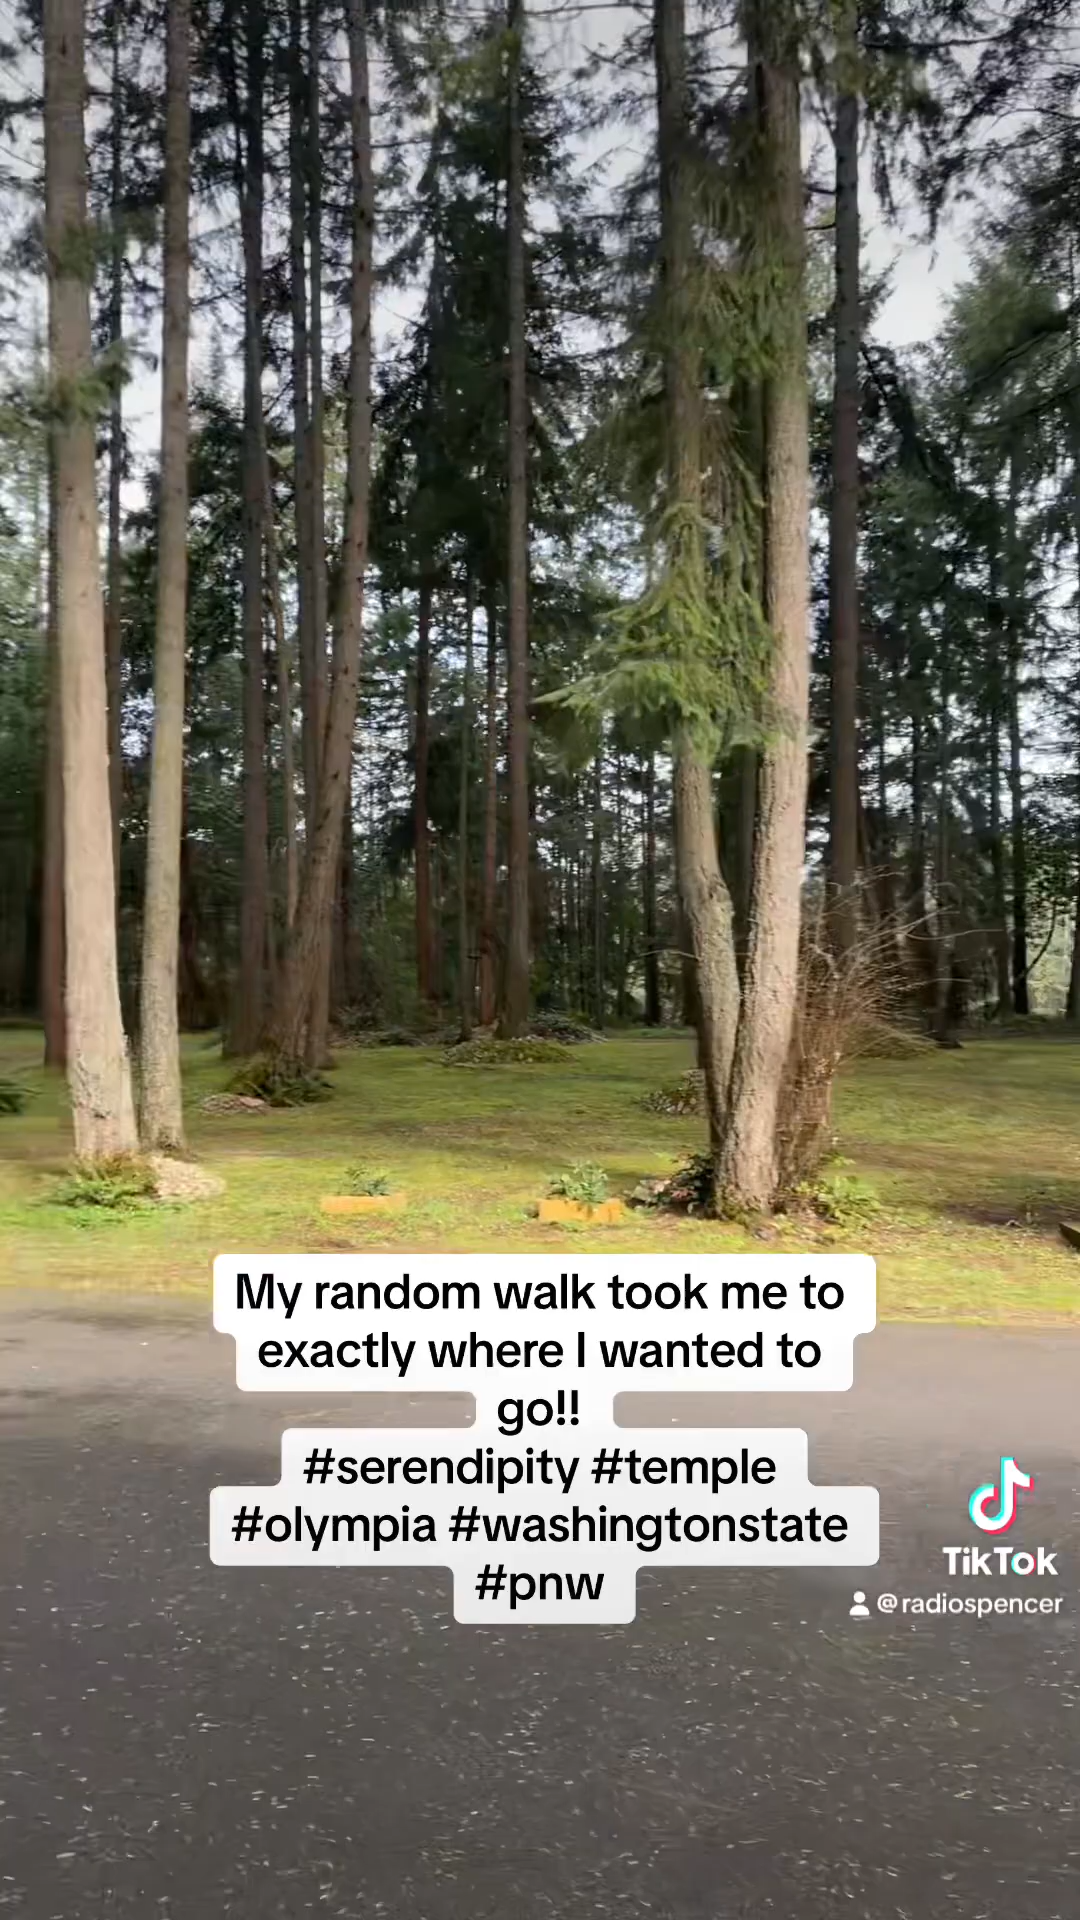 My random walk took me to
exactly where I wanted to
go!!
#serendipity #temple
#olympia #washingtonstate
#pnw
TikTok
@radiospencer